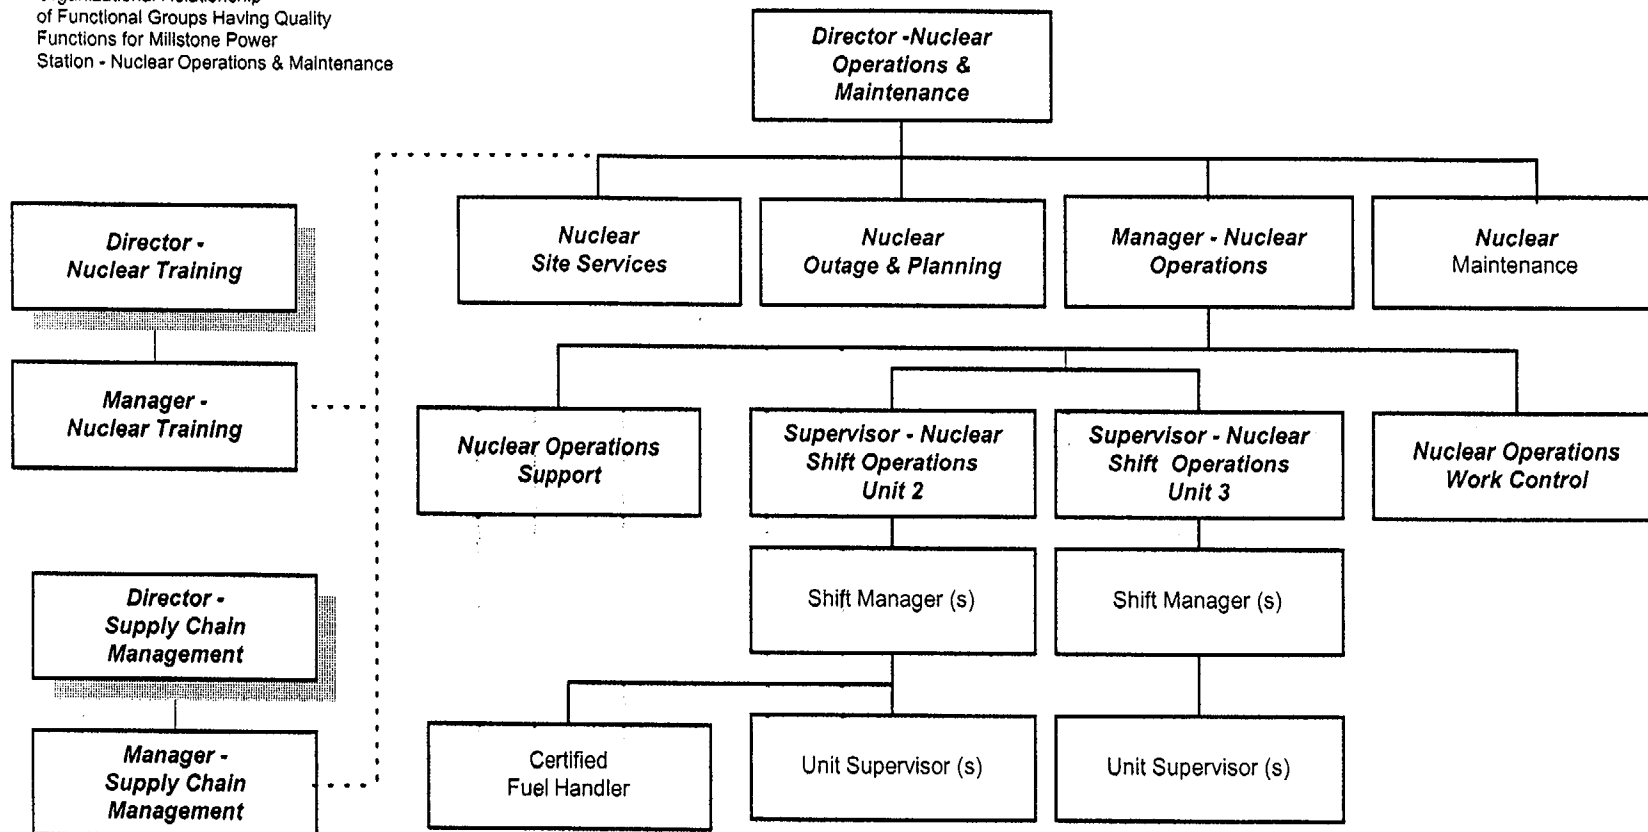 of Functional Groups Having Quality
Functions for Millstone Power
Station - Nuclear Operations & Maintenance
Director -Nuclear
Operations &
Maintenance
Director -
Nuclear Training
Nuclear
Site Services
Nuclear
Outage & Planning
Manager - Nuclear
Operations
Nuclear
Maintenance
Manager -
Nuclear Training
Nuclear Operations
Support
Supervisor - Nuclear
Shift Operations
Unit 2
Supervisor - Nuclear
Shift Operations
Unit 3
Nuclear Operations
Work Control
Director -
Supply Chain
Management
Shift Manager (s)
Shift Manager (s)
Manager -
Supply Chain
Management
Certified
Fuel Handler
Unit Supervisor (s)
Unit Supervisor (s)